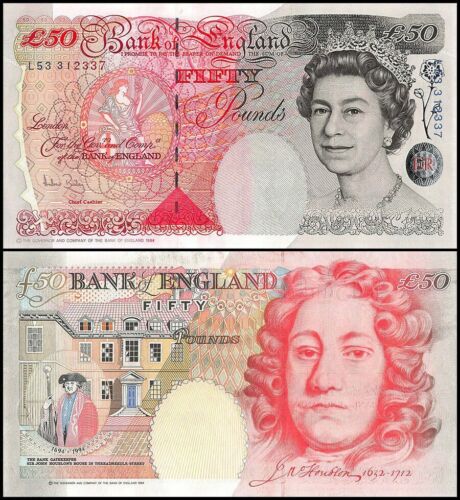 £50 Bank of England £50
I PROMISE TO PAY THE BEARER ON DEMAND THE SUM OF
L53 312337
FIFTY
Pounds
L53 312337
London
For the Govr. and Compa.
of the BANK of ENGLAND
Chief Cashier
© THE GOVERNOR AND COMPANY OF THE BANK OF ENGLAND 1994
£50 BANK OF ENGLAND £50
FIFTY
POUNDS
1694 - 1994
THE BANK GATEKEEPER
SIR JOHN HOUBLON'S HOUSE IN THREADNEEDLE STREET
1632-1712
© THE GOVERNOR AND COMPANY OF THE BANK OF ENGLAND 1994